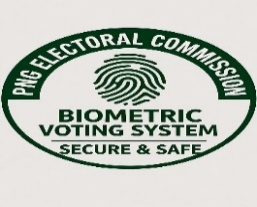 PNG ELECTORAL COMMISSION
BIOMETRIC
VOTING SYSTEM
SECURE & SAFE